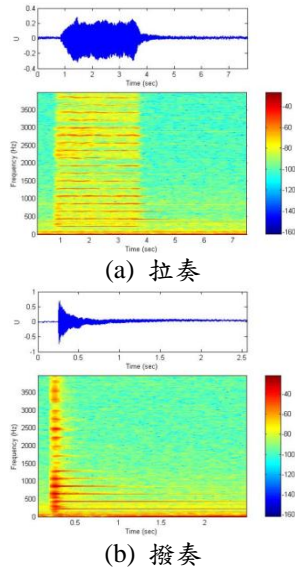 0.4
0.2
0
-0.2
-0.4
U
0 1 2 3 4 5 6 7
Time (sec)
3500
3000
2500
2000
1500
1000
500
0
Frequency (Hz)
1 2 3 4 5 6 7
Time (sec)
-40
-60
-80
-100
-120
-140
-160
(a) 拉奏
1
0.5
0
-0.5
-1
U
0 0.5 1 1.5 2 2.5
Time (sec)
3500
3000
2500
2000
1500
1000
500
0
Frequency (Hz)
0.5 1 1.5 2
Time (sec)
-40
-60
-80
-100
-120
-140
-160
(b) 撥奏